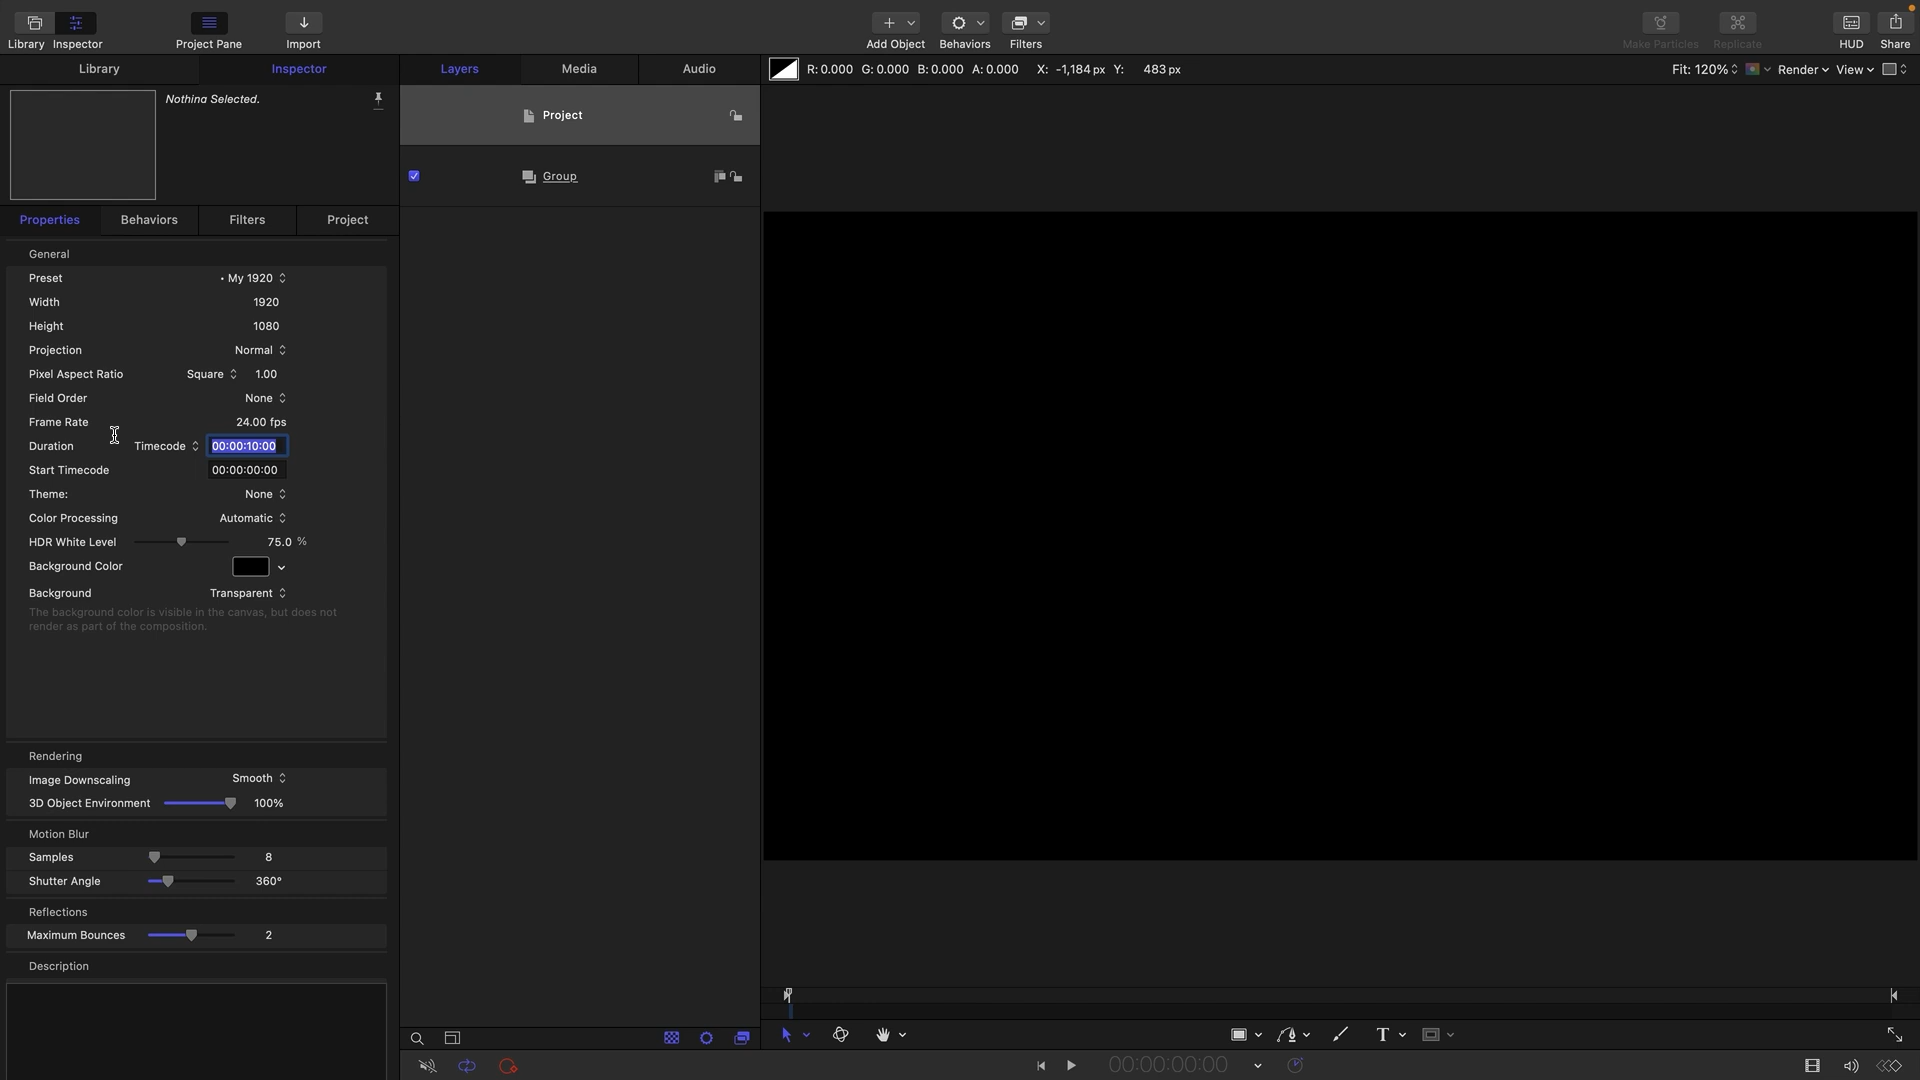 Library Inspector Project Pane Import Add Object Behaviors Filters Make Particles Replicate HUD Share
Library Inspector Layers Media Audio R: 0.000 G: 0.000 B: 0.000 A: 0.000 X: -1,184 px Y: 483 px Fit: 120% Render View
Nothing Selected.
Project
Group
Properties Behaviors Filters Project
General
Preset • My 1920
Width 1920
Height 1080
Projection Normal
Pixel Aspect Ratio Square 1.00
Field Order None
Frame Rate 24.00 fps
Duration Timecode 00:00:10:00
Start Timecode 00:00:00:00
Theme: None
Color Processing Automatic
HDR White Level 75.0 %
Background Color
Background Transparent
The background color is visible in the canvas, but does not
render as part of the composition.
Rendering
Image Downscaling Smooth
3D Object Environment 100%
Motion Blur
Samples 8
Shutter Angle 360°
Reflections
Maximum Bounces 2
Description
T
00:00:00:00